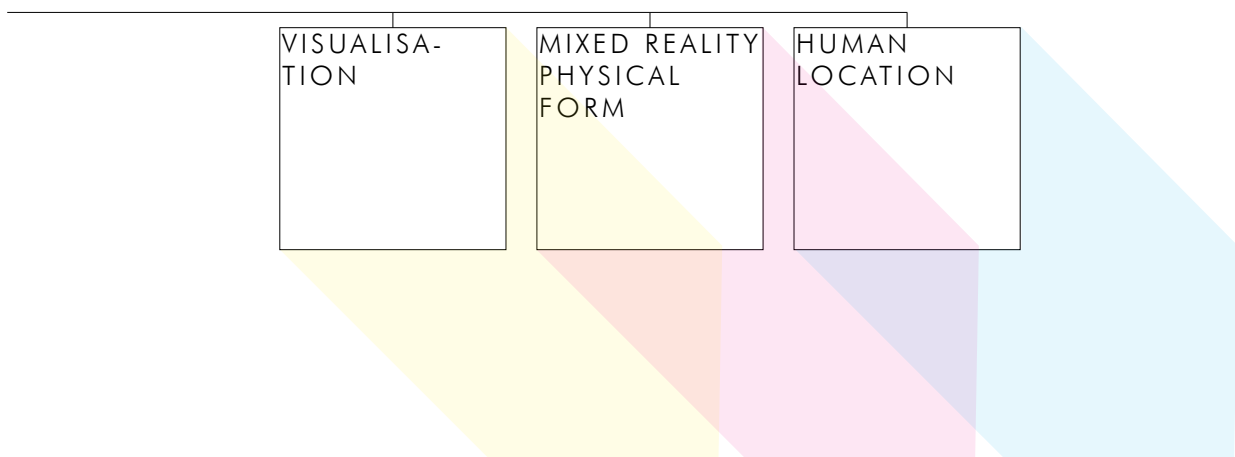 VISUALISA-
TION
MIXED REALITY
PHYSICAL
FORM
HUMAN
LOCATION